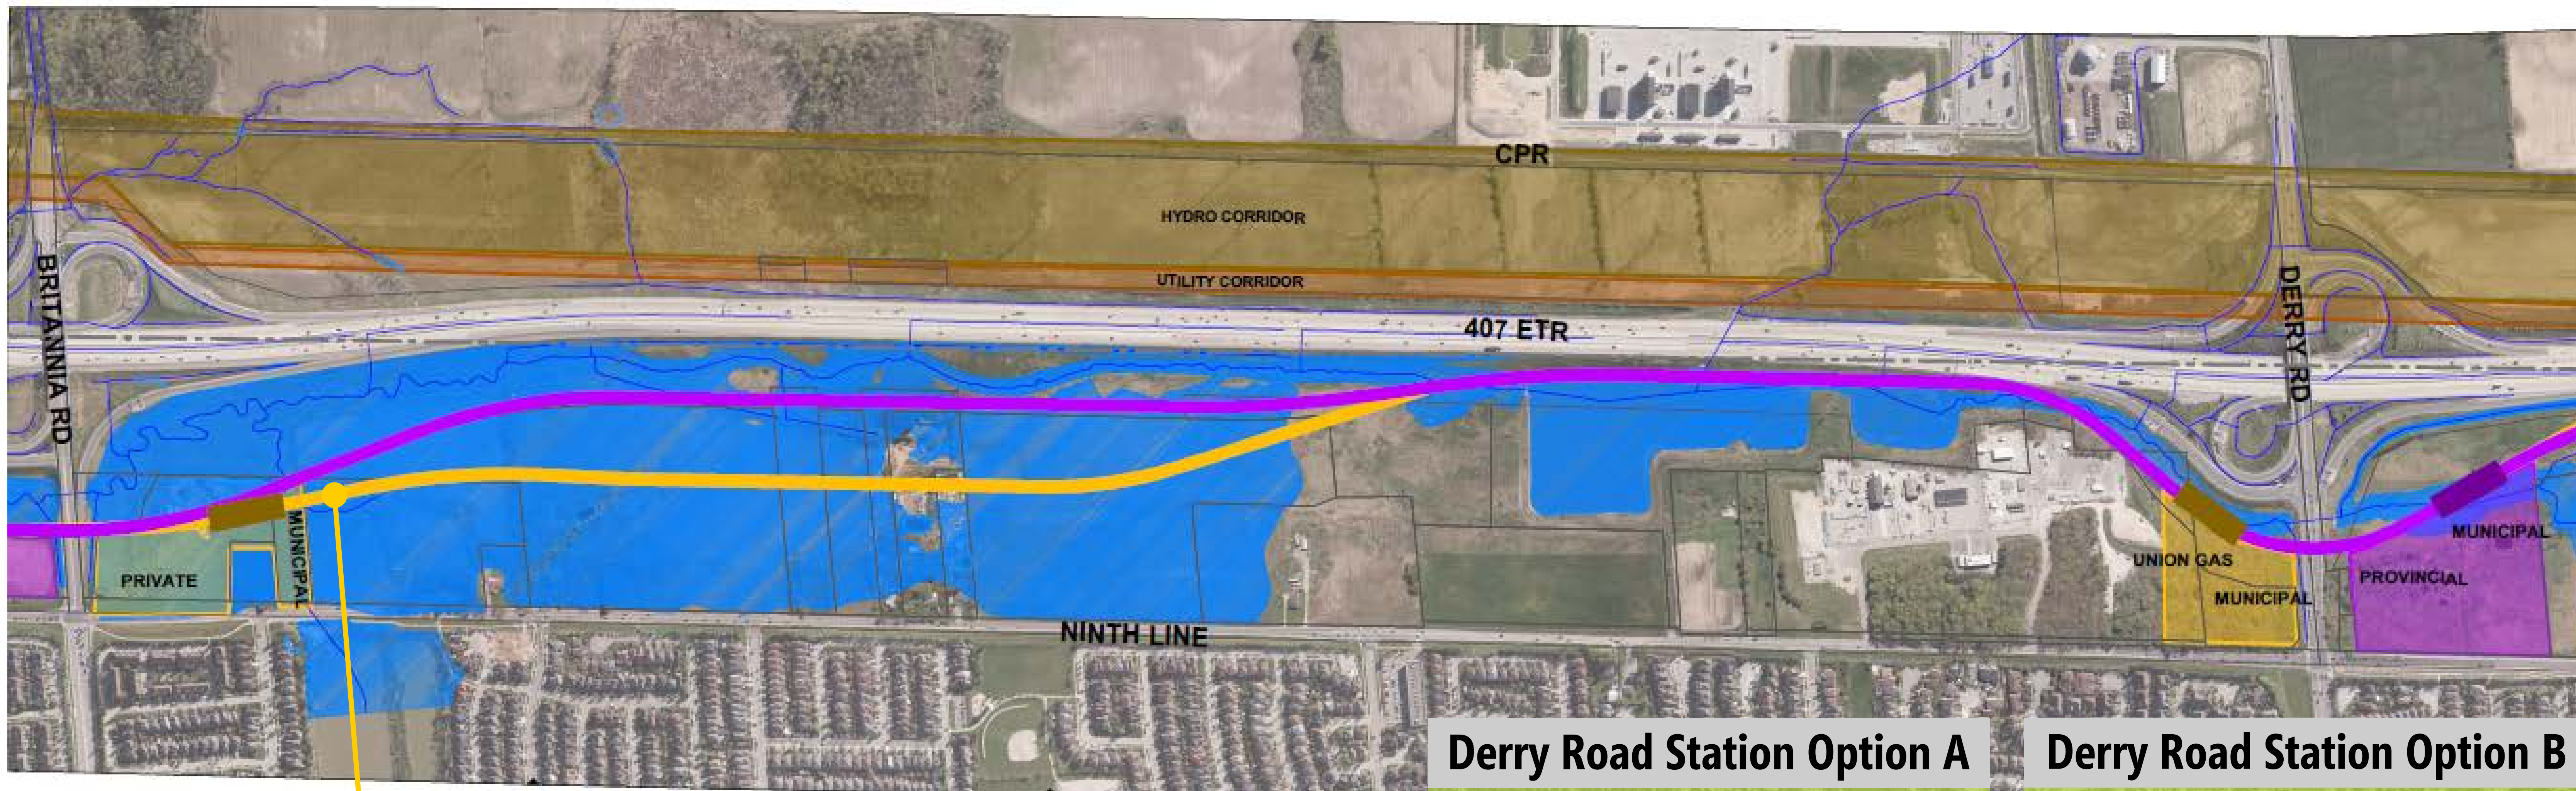 CPR
HYDRO CORRIDOR
UTILITY CORRIDOR
BRITANNIA RD
407 ETR
DERRY RD
MUNICIPAL
PRIVATE
MUNICIPAL
UNION GAS
PROVINCIAL
MUNICIPAL
NINTH LINE
Derry Road Station Option A
Derry Road Station Option B